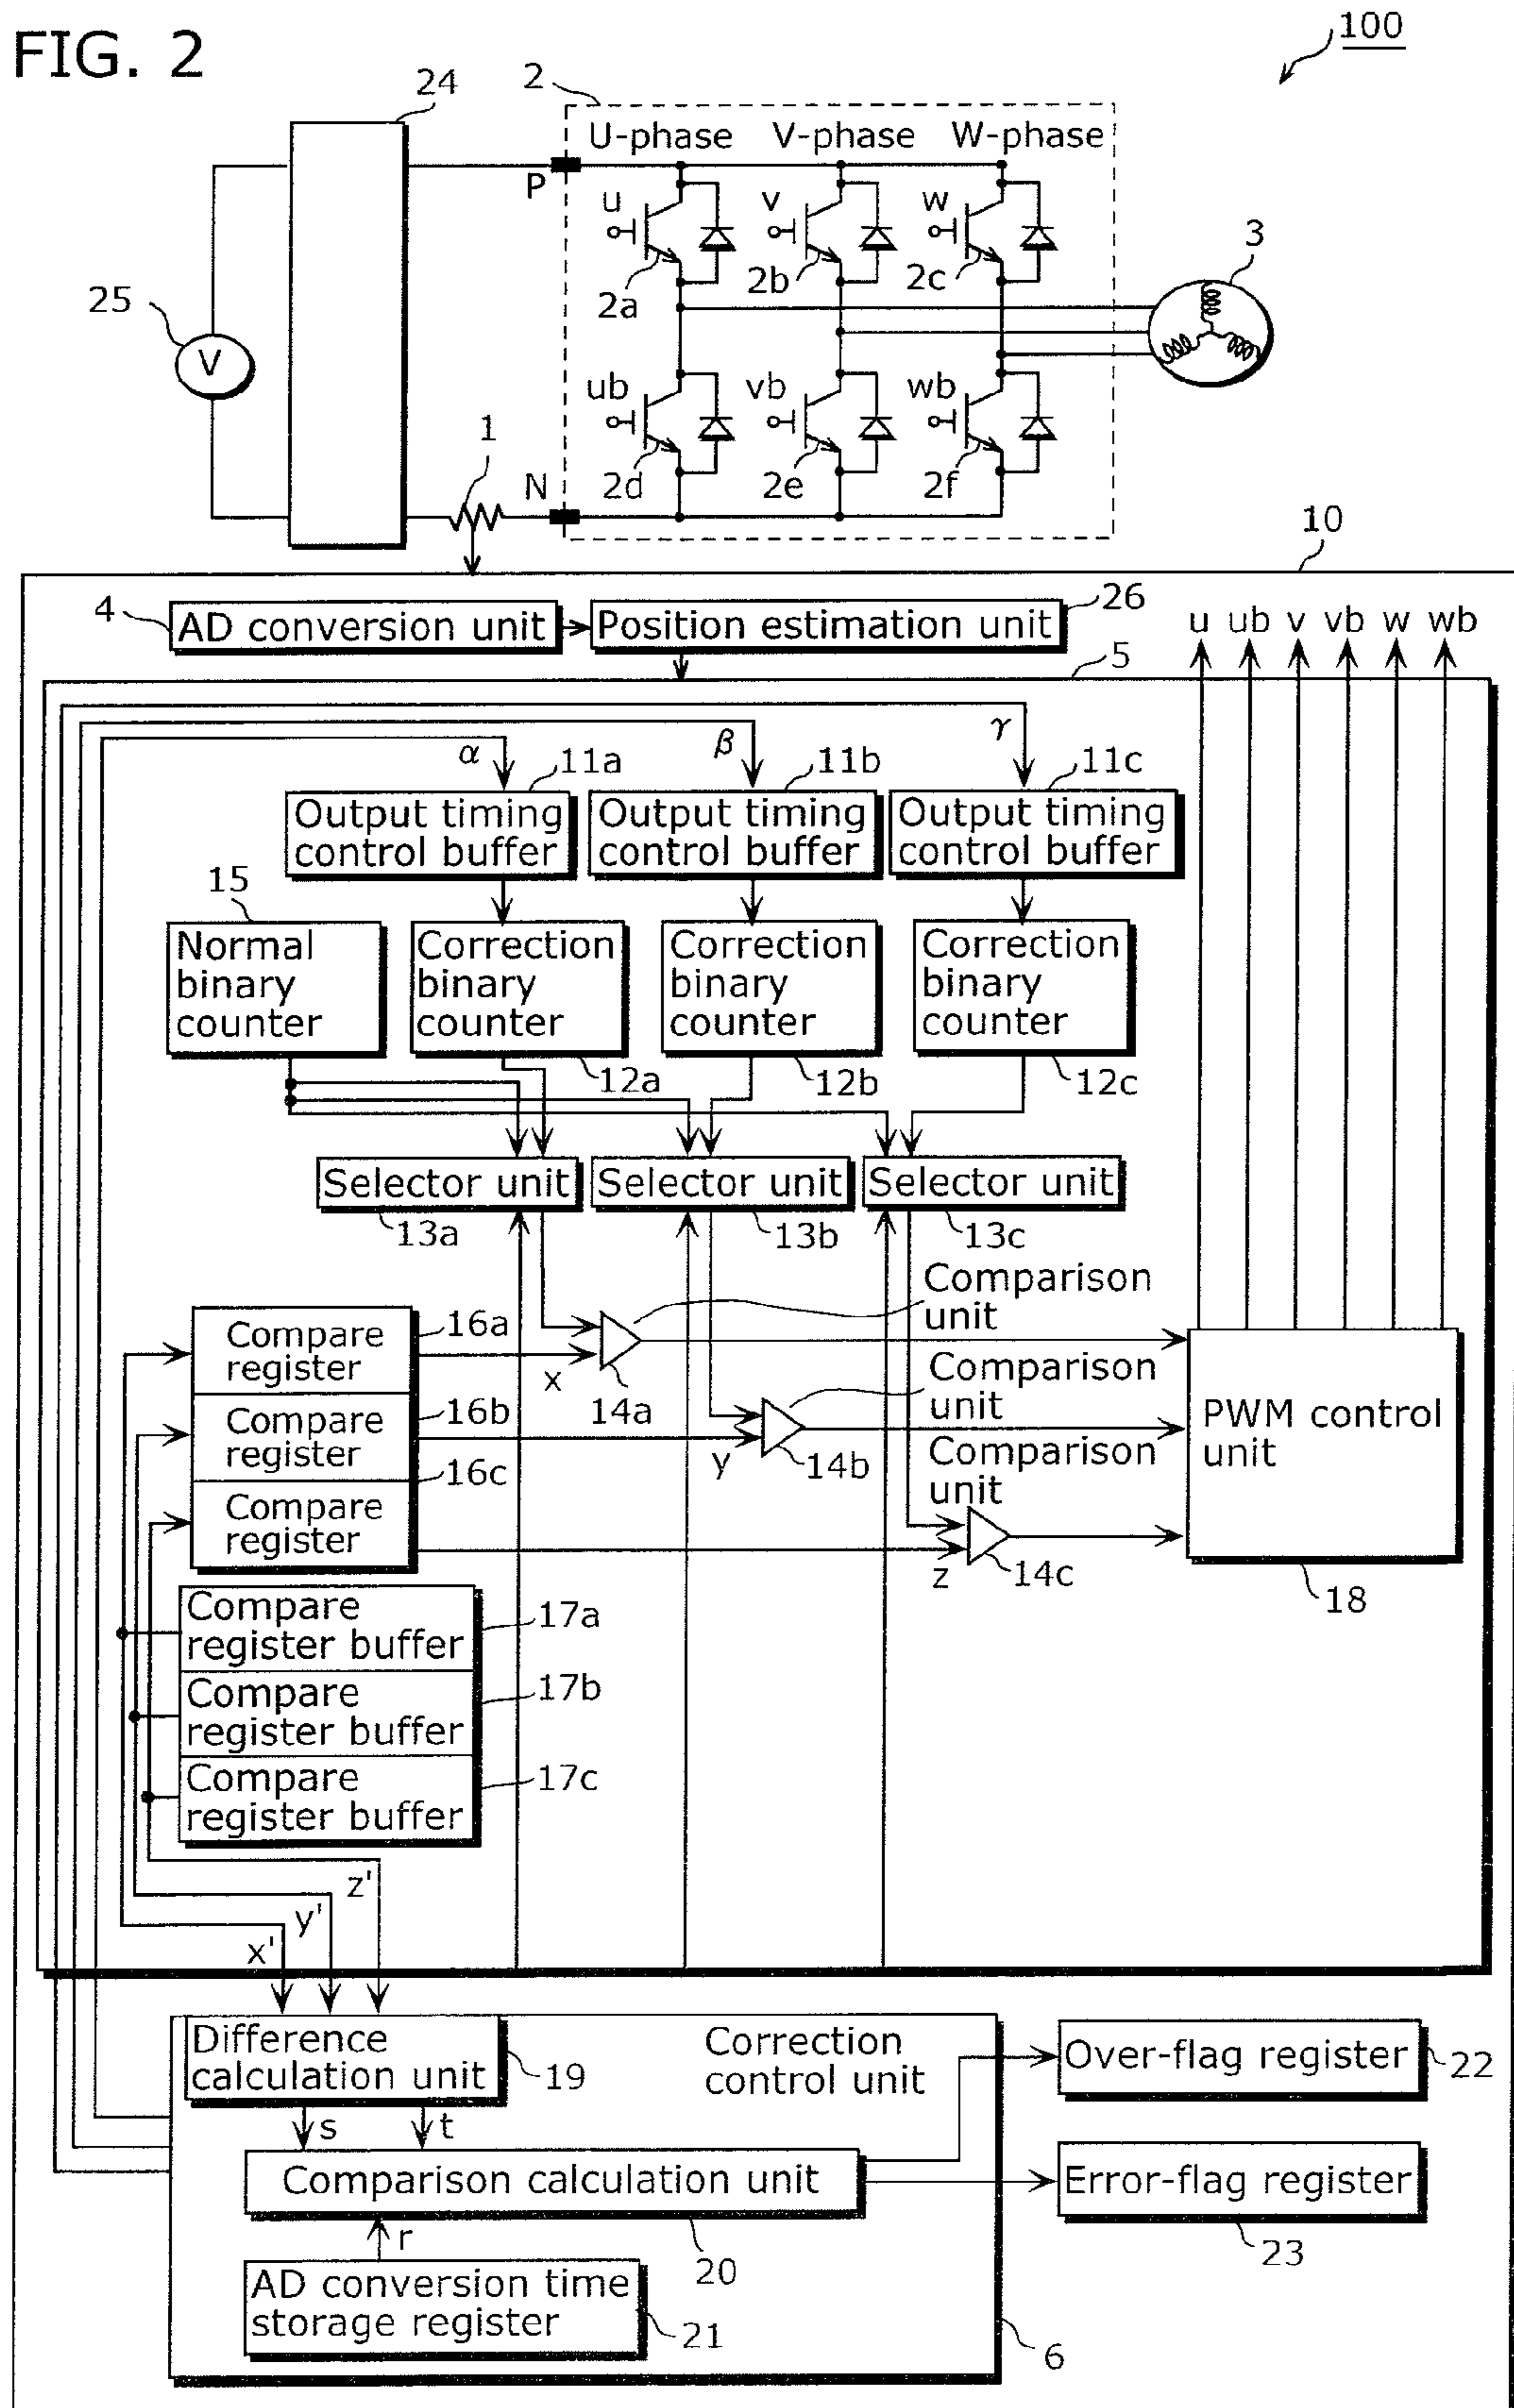 FIG. 2
100
24
2
U-phase V-phase W-phase
P
u
v
w
2a
2b
2c
3
25
V
ub
vb
wb
1
N
2d
2e
2f
10
4
AD conversion unit
Position estimation unit
26
u ub v vb w wb
5
α
β
γ
11a
11b
11c
Output timing
control buffer
Output timing
control buffer
Output timing
control buffer
15
Normal
binary
counter
Correction
binary
counter
Correction
binary
counter
Correction
binary
counter
12a
12b
12c
Selector unit
Selector unit
Selector unit
13a
13b
13c
Comparison
unit
Compare
register
16a
x
14a
Comparison
unit
Compare
register
16b
y
14b
Comparison
unit
Compare
register
16c
z
14c
PWM control
unit
18
Compare
register buffer
17a
Compare
register buffer
17b
Compare
register buffer
17c
z'
y'
x'
Difference
calculation unit
19
Correction
control unit
Over-flag register
22
s
t
Comparison calculation unit
Error-flag register
23
r
20
AD conversion time
storage register
21
6